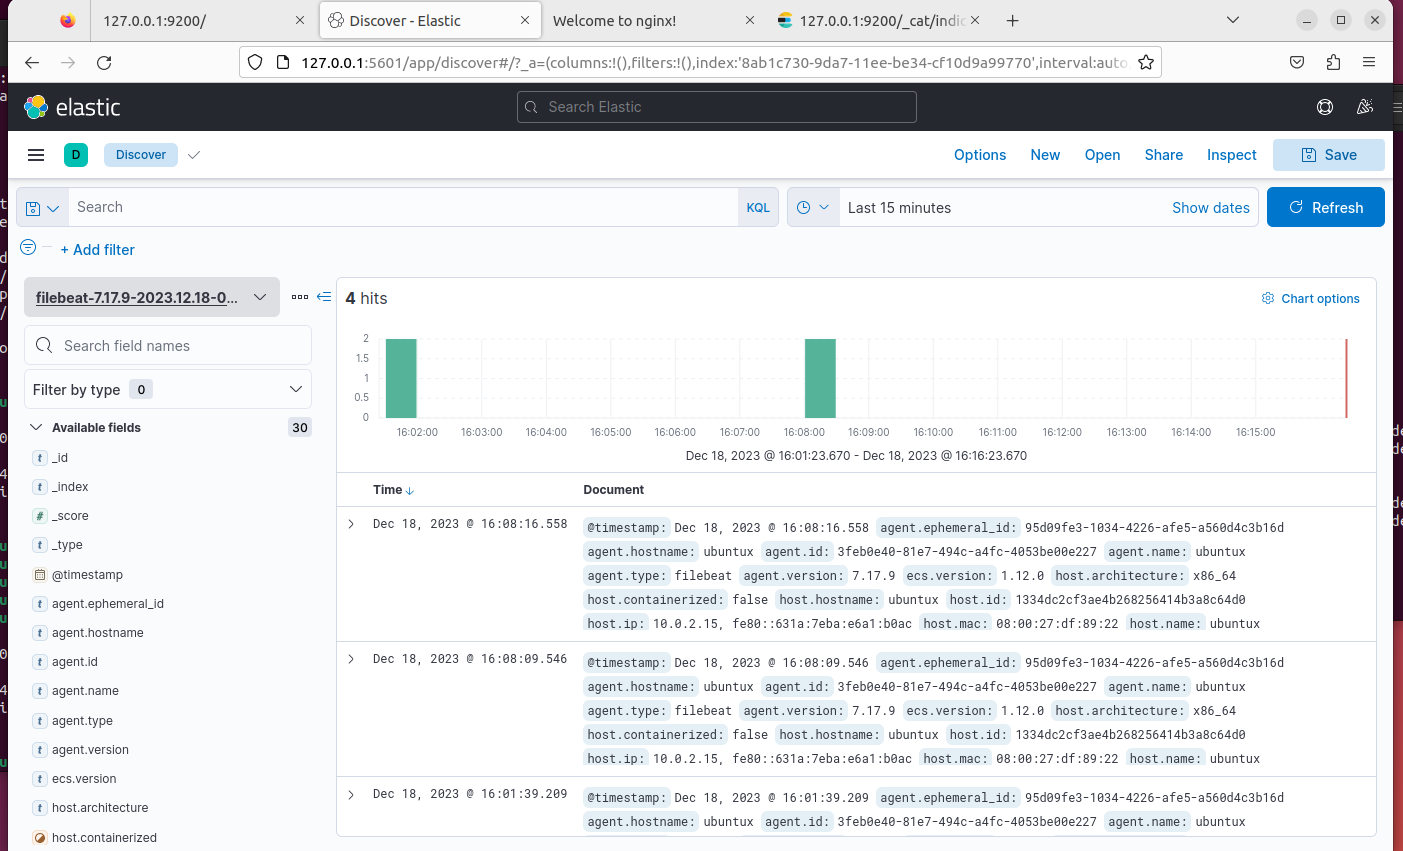 127.0.0.1:9200/
Discover - Elastic
Welcome to nginx!
127.0.0.1:9200/_cat/indic
127.0.0.1:5601/app/discover#/?_a=(columns:!(),filters:!(),index:'8ab1c730-9da7-11ee-be34-cf10d9a99770',interval:auto,
elastic
Search Elastic
D
Discover
Options
New
Open
Share
Inspect
Save
Search
KQL
Last 15 minutes
Show dates
Refresh
+ Add filter
filebeat-7.17.9-2023.12.18-0...
Search field names
Filter by type 0
Available fields 30
t _id
t _index
# _score
t _type
@timestamp
t agent.ephemeral_id
t agent.hostname
t agent.id
t agent.name
t agent.type
t agent.version
t ecs.version
t host.architecture
host.containerized
4 hits
Chart options
2
1.5
1
0.5
0
16:02:00 16:03:00 16:04:00 16:05:00 16:06:00 16:07:00 16:08:00 16:09:00 16:10:00 16:11:00 16:12:00 16:13:00 16:14:00 16:15:00
Dec 18, 2023 @ 16:01:23.670 - Dec 18, 2023 @ 16:16:23.670
Time Document
Dec 18, 2023 @ 16:08:16.558
@timestamp: Dec 18, 2023 @ 16:08:16.558 agent.ephemeral_id: 95d09fe3-1034-4226-afe5-a560d4c3b16d
agent.hostname: ubuntux agent.id: 3feb0e40-81e7-494c-a4fc-4053be00e227 agent.name: ubuntux
agent.type: filebeat agent.version: 7.17.9 ecs.version: 1.12.0 host.architecture: x86_64
host.containerized: false host.hostname: ubuntux host.id: 1334dc2cf3ae4b268256414b3a8c64d0
host.ip: 10.0.2.15, fe80::631a:7eba:e6a1:b0ac host.mac: 08:00:27:df:89:22 host.name: ubuntux
Dec 18, 2023 @ 16:08:09.546
@timestamp: Dec 18, 2023 @ 16:08:09.546 agent.ephemeral_id: 95d09fe3-1034-4226-afe5-a560d4c3b16d
agent.hostname: ubuntux agent.id: 3feb0e40-81e7-494c-a4fc-4053be00e227 agent.name: ubuntux
agent.type: filebeat agent.version: 7.17.9 ecs.version: 1.12.0 host.architecture: x86_64
host.containerized: false host.hostname: ubuntux host.id: 1334dc2cf3ae4b268256414b3a8c64d0
host.ip: 10.0.2.15, fe80::631a:7eba:e6a1:b0ac host.mac: 08:00:27:df:89:22 host.name: ubuntux
Dec 18, 2023 @ 16:01:39.209
@timestamp: Dec 18, 2023 @ 16:01:39.209 agent.ephemeral_id: 95d09fe3-1034-4226-afe5-a560d4c3b16d
agent.hostname: ubuntux agent.id: 3feb0e40-81e7-494c-a4fc-4053be00e227 agent.name: ubuntux